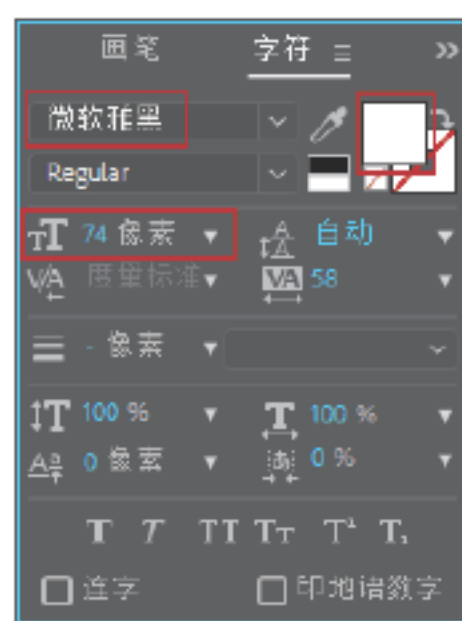 画笔 字符
微软雅黑
Regular
74 像素 自动
度量标准 58
- 像素
100 % 100 %
0 像素 0 %
T T TT Tт T¹ T₁
连字 印地语数字